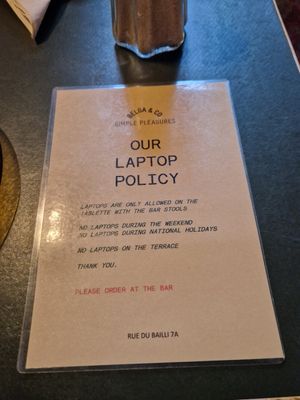 BELGA & CO
SIMPLE PLEASURES
OUR
LAPTOP
POLICY
LAPTOPS ARE ONLY ALLOWED ON THE
TABLETTE WITH THE BAR STOOLS
NO LAPTOPS DURING THE WEEKEND
NO LAPTOPS DURING NATIONAL HOLIDAYS
NO LAPTOPS ON THE TERRACE
THANK YOU.
PLEASE ORDER AT THE BAR
RUE DU BAILLI 7A